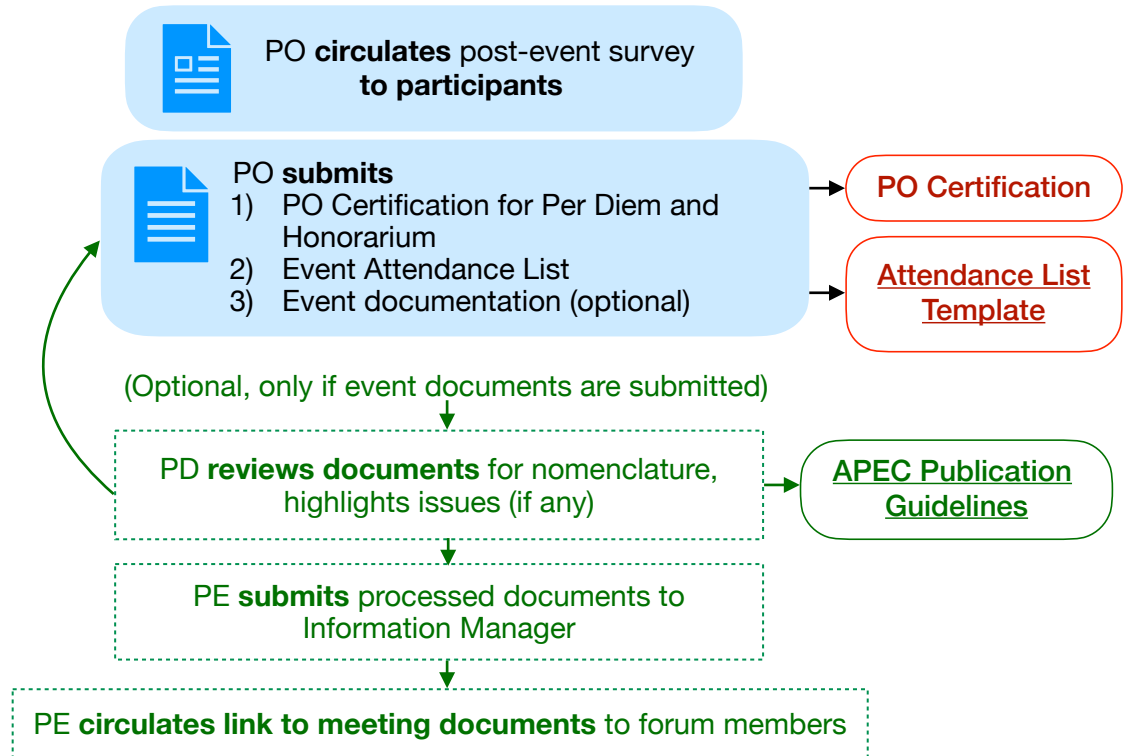 PO circulates post-event survey
to participants
PO submits
1) PO Certification for Per Diem and
Honorarium
2) Event Attendance List
3) Event documentation (optional)
PO Certification
Attendance List
Template
(Optional, only if event documents are submitted)
PD reviews documents for nomenclature,
highlights issues (if any)
APEC Publication
Guidelines
PE submits processed documents to
Information Manager
PE circulates link to meeting documents to forum members